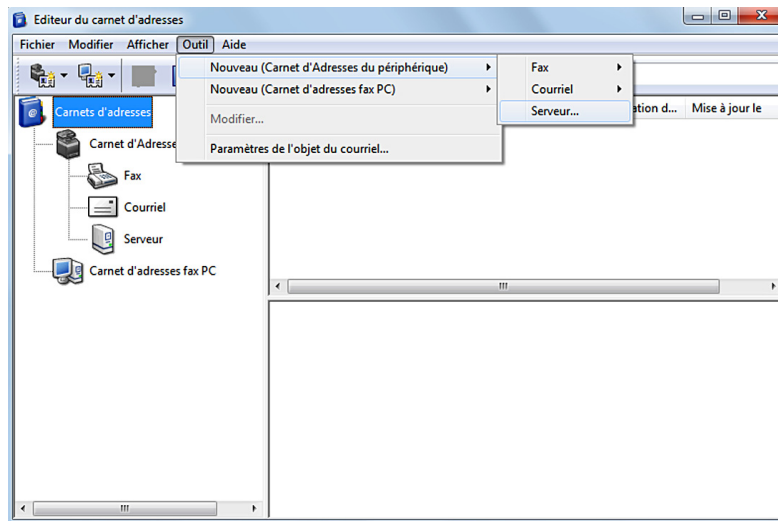 Editeur du carnet d'adresses
Fichier Modifier Afficher Outil Aide
Nouveau (Carnet d'Adresses du périphérique)
Nouveau (Carnet d'adresses fax PC)
Modifier...
Paramètres de l'objet du courriel...
Fax
Courriel
Serveur...
Mise à jour le
Carnets d'adresses
Carnet d'Adresse
Fax
Courriel
Serveur
Carnet d'adresses fax PC